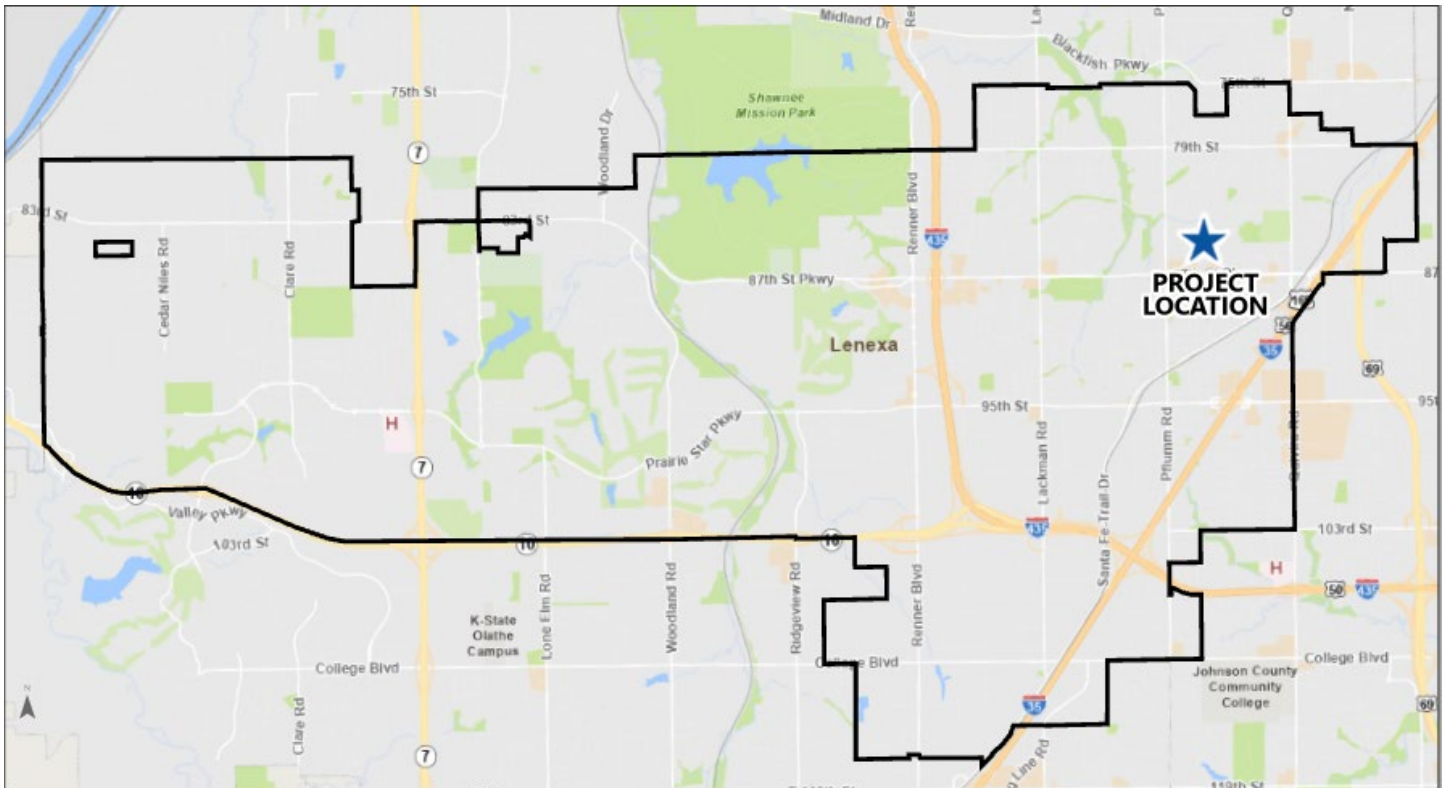 Midland Dr
Blackfish Pkwy
75th St
75th St
Shawnee
Mission Park
Woodland Dr
7
79th St
83rd St
83rd St
Renner Blvd
435
Cedar Niles Rd
Clare Rd
87th St Pkwy
PROJECT
LOCATION
Lenexa
35
69
H
95th St
Prairie Star Pkwy
7
Lackman Rd
Pflumm Rd
Santa Fe-Trail-Dr
10
Valley Pkwy
103rd St
10
10
435
103rd St
H
50
435
Lone Elm Rd
Woodland Rd
Ridgeview Rd
Renner Blvd
K-State
Olathe
Campus
College Blvd
College Blvd
College Blvd
Johnson County
Community
College
Clare Rd
35
69
7
N